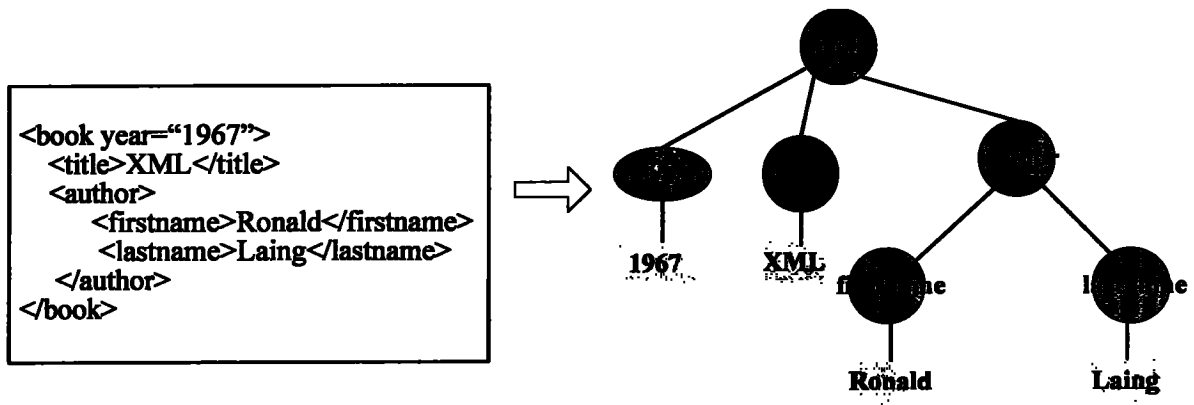 <book year=“1967”>
<title>XML</title>
<author>
<firstname>Ronald</firstname>
<lastname>Laing</lastname>
</author>
</book>
1967
XML
Ronald
Laing